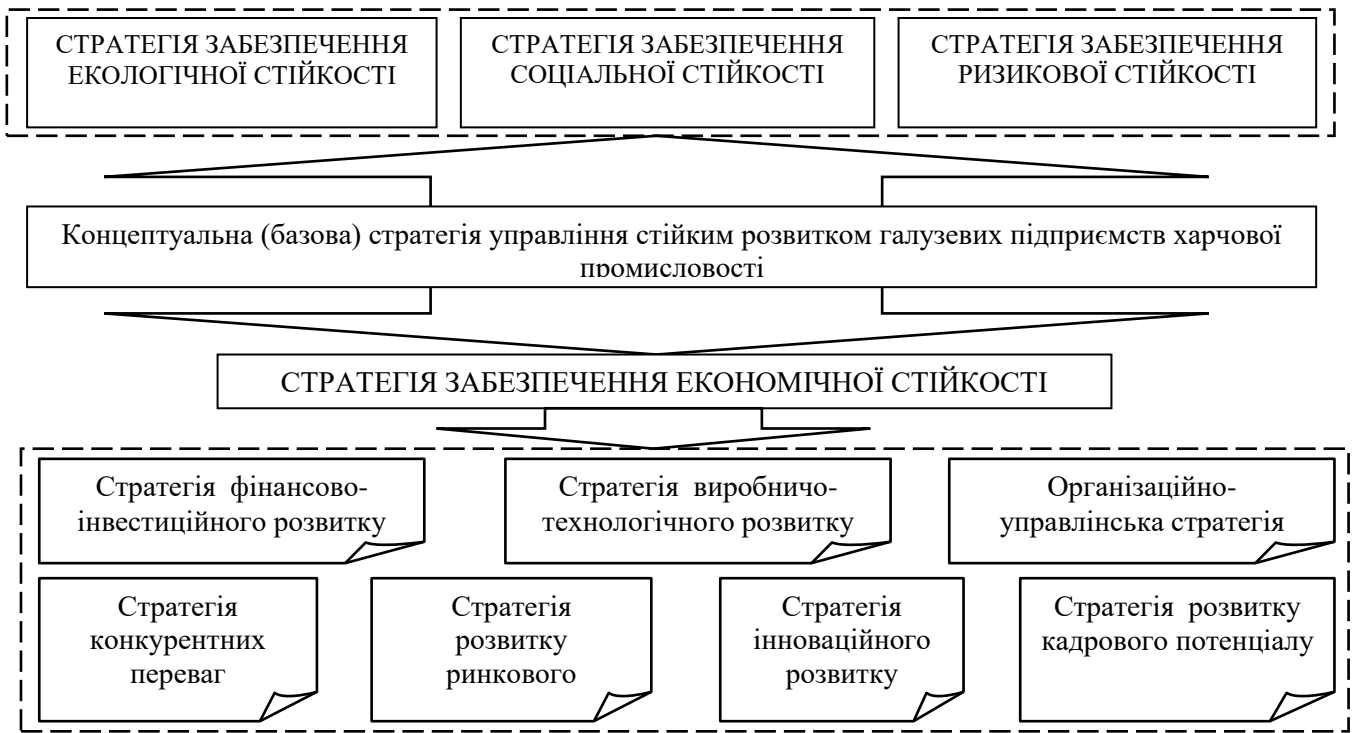 СТРАТЕГІЯ ЗАБЕЗПЕЧЕННЯ
ЕКОЛОГІЧНОЇ СТІЙКОСТІ
СТРАТЕГІЯ ЗАБЕЗПЕЧЕННЯ
СОЦІАЛЬНОЇ СТІЙКОСТІ
СТРАТЕГІЯ ЗАБЕЗПЕЧЕННЯ
РИЗИКОВОЇ СТІЙКОСТІ
Концептуальна (базова) стратегія управління стійким розвитком галузевих підприємств харчової
промисловості
СТРАТЕГІЯ ЗАБЕЗПЕЧЕННЯ ЕКОНОМІЧНОЇ СТІЙКОСТІ
Стратегія фінансово-
інвестиційного розвитку
Стратегія виробничо-
технологічного розвитку
Організаційно-
управлінська стратегія
Стратегія
конкурентних
переваг
Стратегія
розвитку
ринкового
Стратегія
інноваційного
розвитку
Стратегія розвитку
кадрового потенціалу